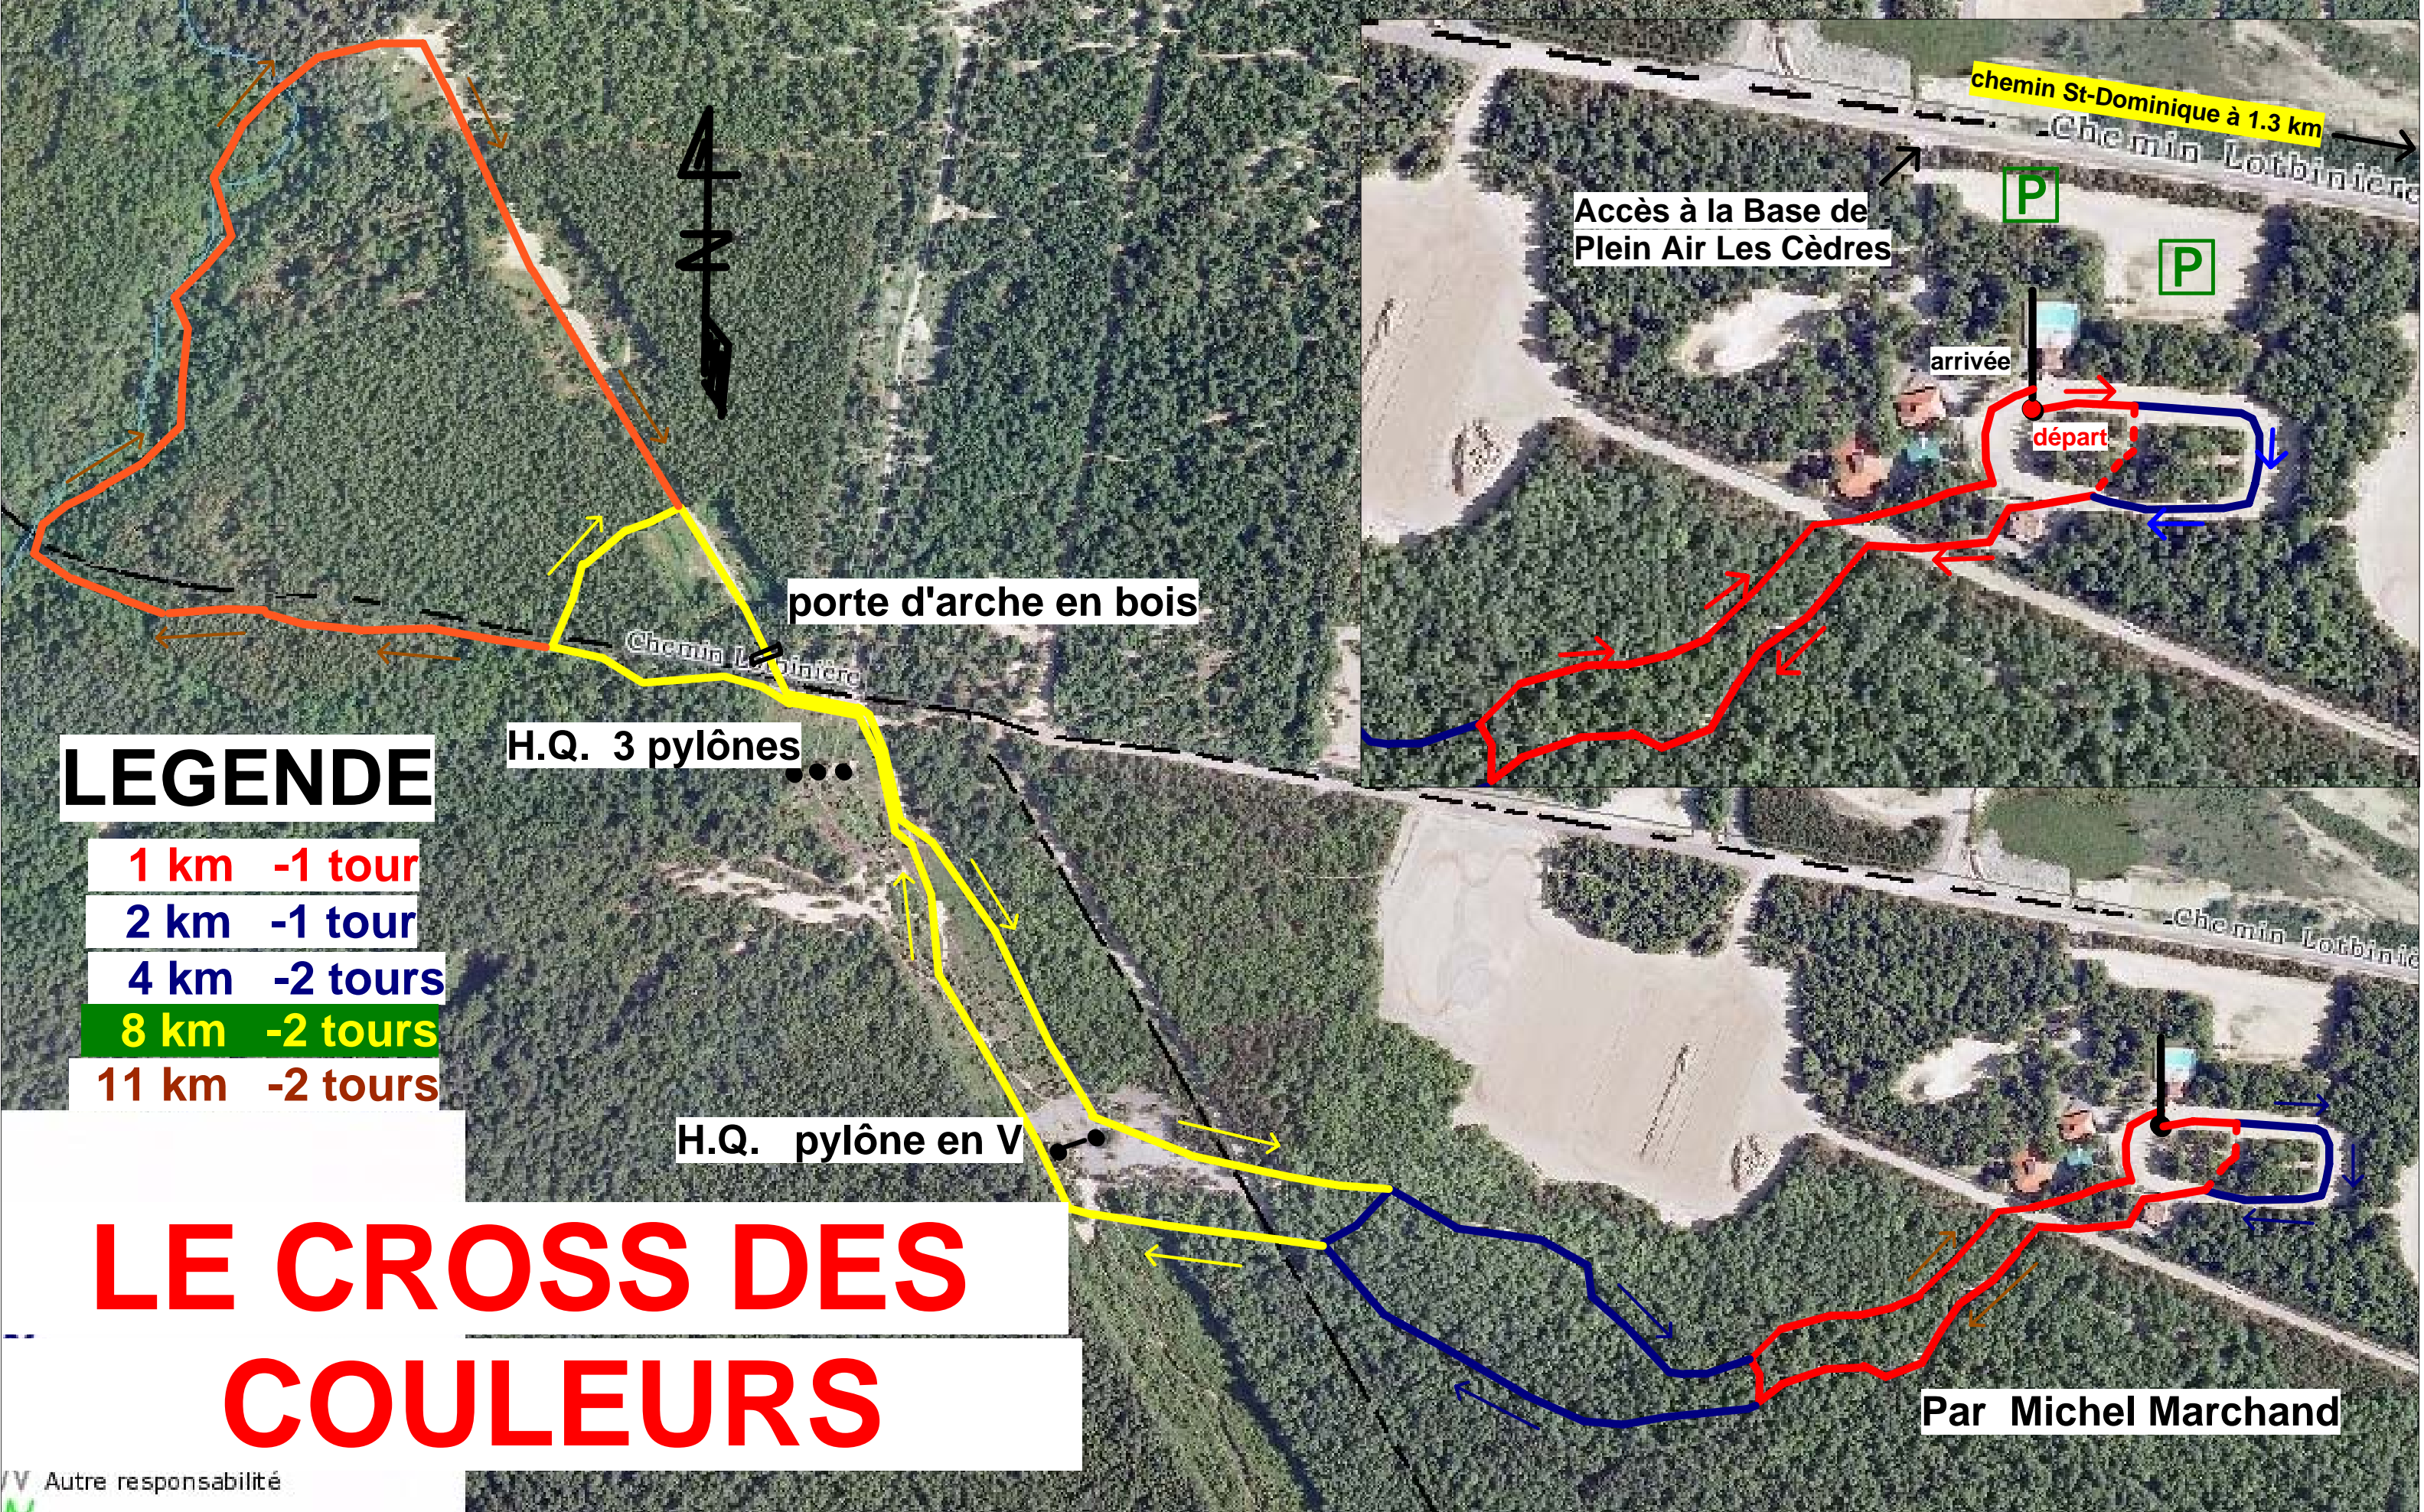 chemin St-Dominique à 1.3 km
Chemin Lotbinière
P
Accès à la Base de
Plein Air Les Cèdres
P
arrivée
départ
N
porte d'arche en bois
Chemin L
inière
H.Q. 3 pylônes
LEGENDE
1 km -1 tour
2 km -1 tour
4 km -2 tours
8 km -2 tours
11 km -2 tours
Chemin Lotbiniè
H.Q. pylône en V
LE CROSS DES
COULEURS
Par Michel Marchand
Autre responsabilité